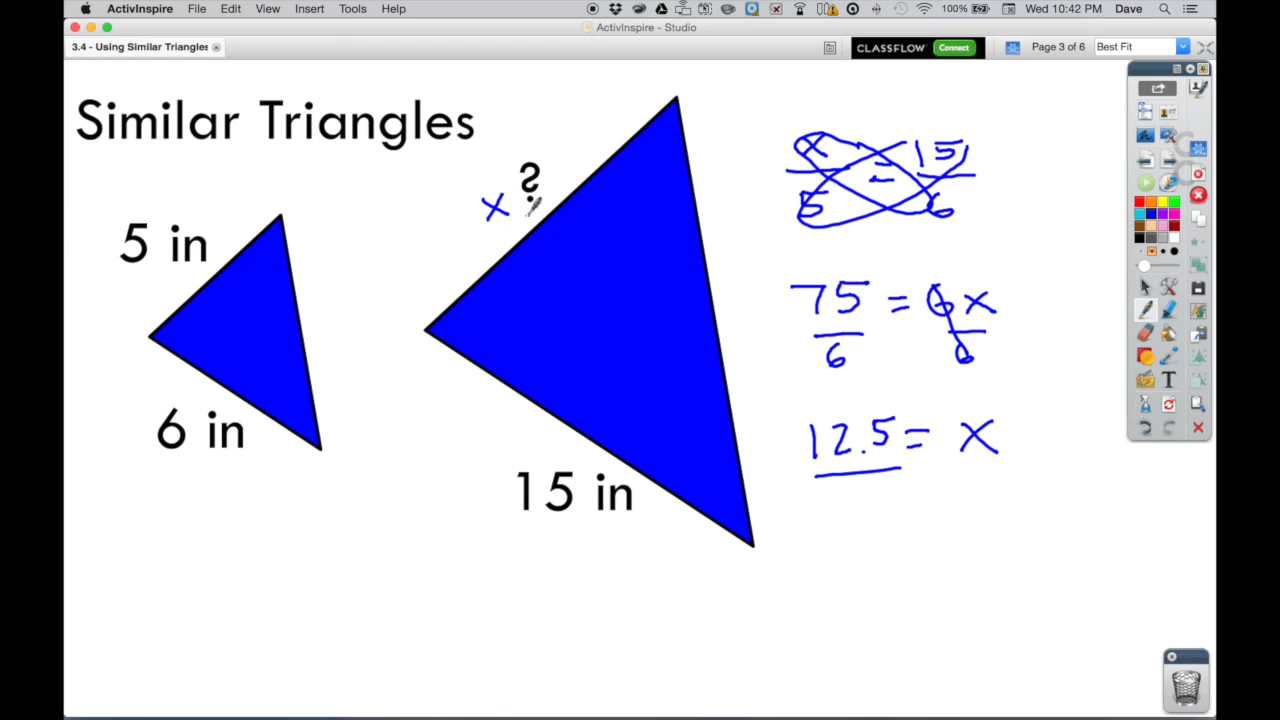 ActivInspire File Edit View Insert Tools Help 100% Wed 10:42 PM Dave
ActivInspire - Studio
3.4 - Using Similar Triangles
CLASSFLOW Connect Page 3 of 6 Best Fit
Similar Triangles
5 in
6 in
?
x
15 in
x/5 = 15/6
75/6 = 6x/6
12.5 = x
T